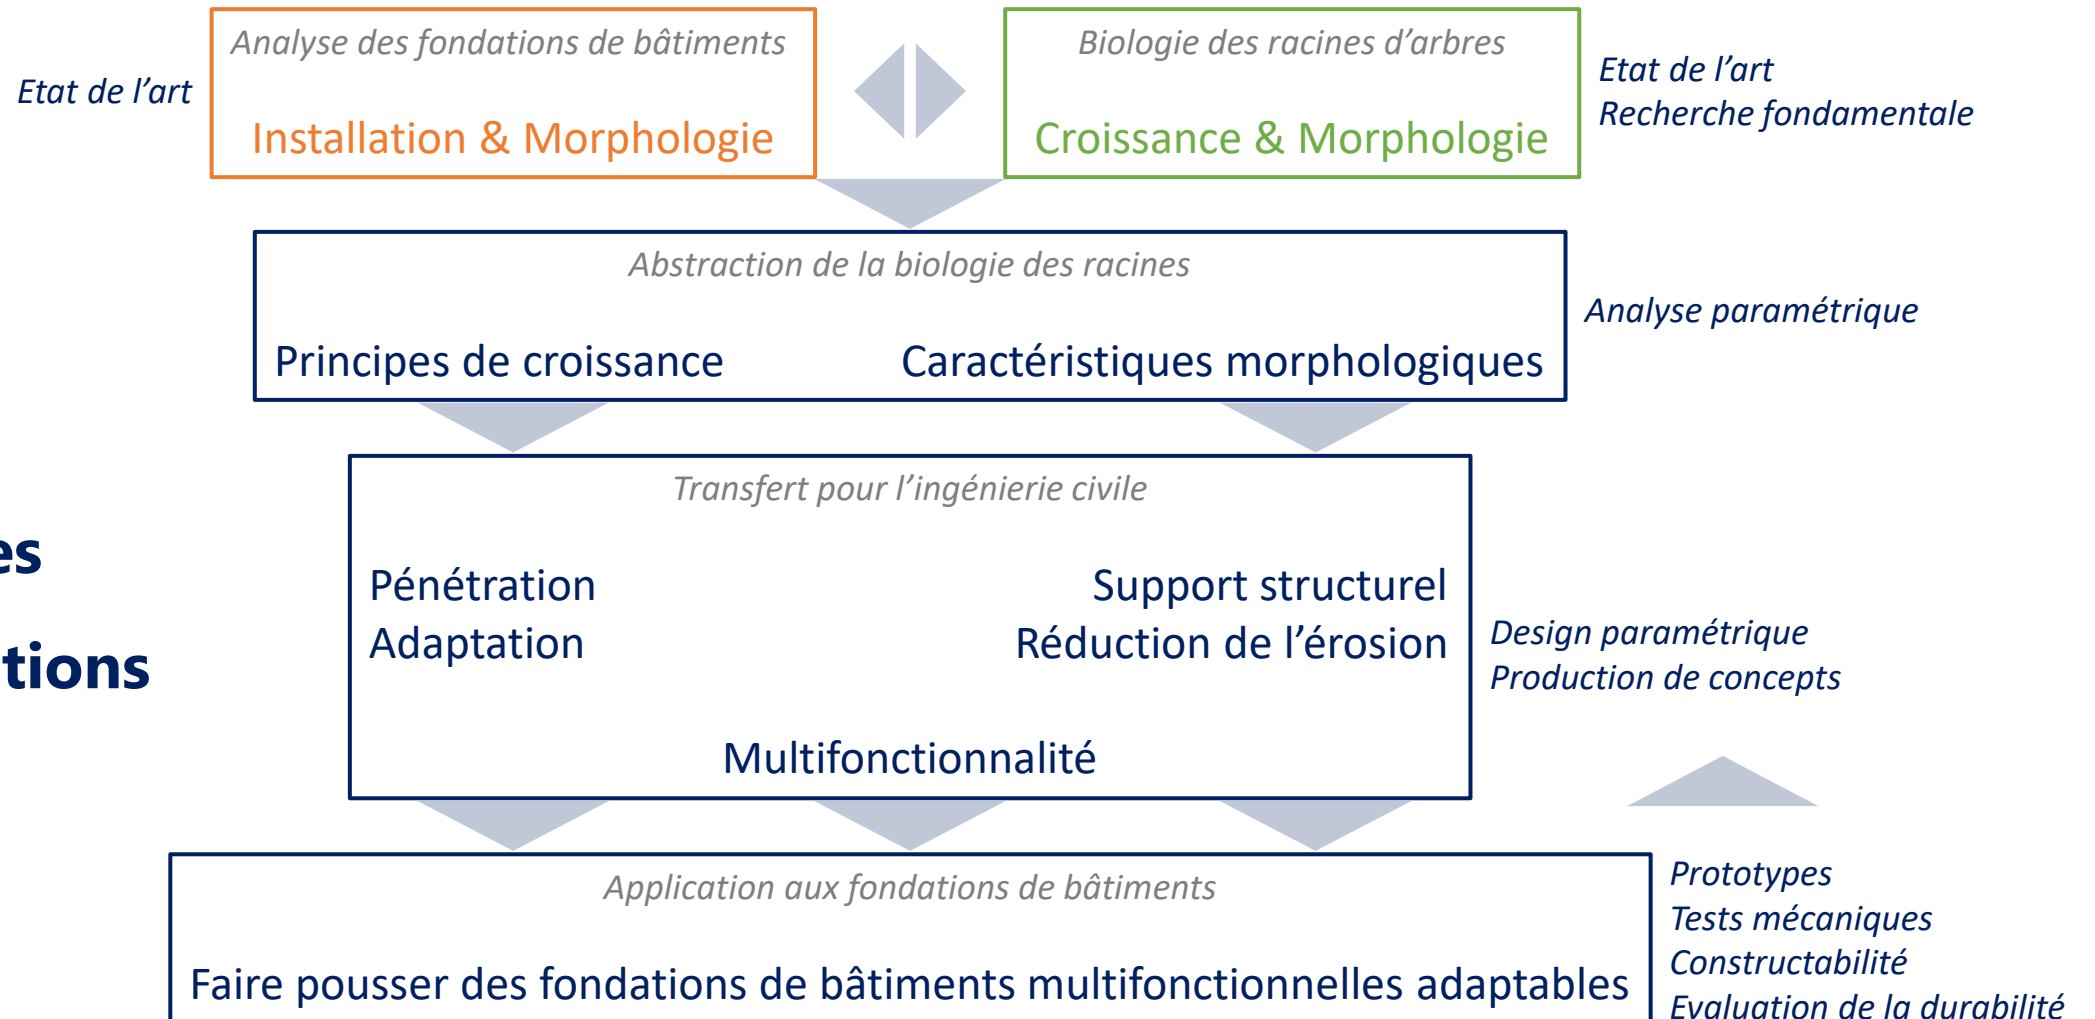 Etat de l’art
Analyse des fondations de bâtiments
Installation & Morphologie
Biologie des racines d’arbres
Croissance & Morphologie
Etat de l’art
Recherche fondamentale
Abstraction de la biologie des racines
Principes de croissance
Caractéristiques morphologiques
Analyse paramétrique
Transfert pour l’ingénierie civile
Pénétration
Adaptation
Support structurel
Réduction de l’érosion
Multifonctionnalité
Design paramétrique
Production de concepts
es
tions
Application aux fondations de bâtiments
Faire pousser des fondations de bâtiments multifonctionnelles adaptables
Prototypes
Tests mécaniques
Constructabilité
Evaluation de la durabilité